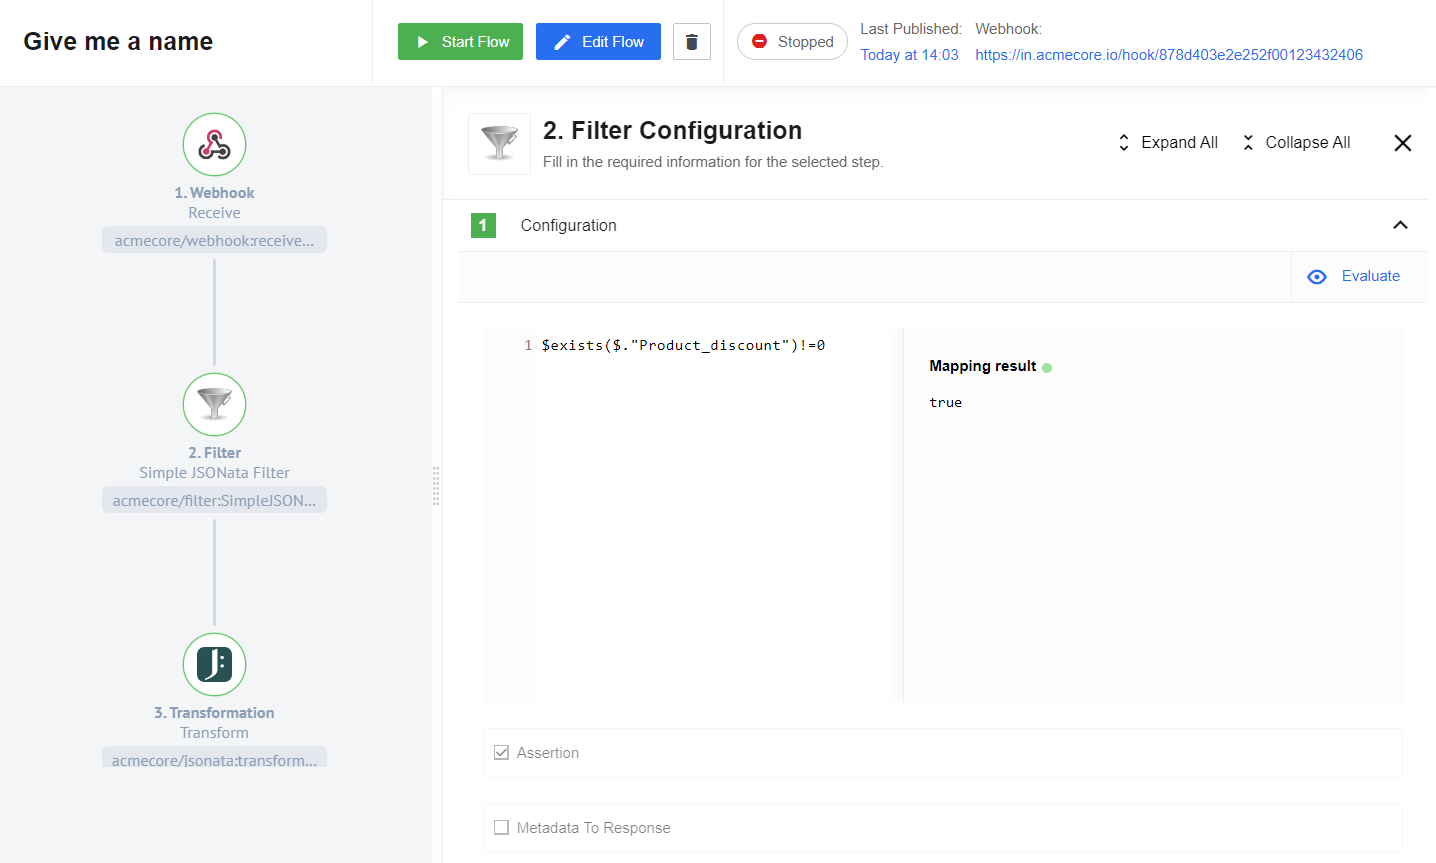 Give me a name
Start Flow
Edit Flow
Stopped
Last Published:
Today at 14:03
Webhook:
https://in.acmecore.io/hook/878d403e2e252f00123432406
1. Webhook
Receive
acmecore/webhook:receive...
2. Filter
Simple JSONata Filter
acmecore/filter:SimpleJSON...
3. Transformation
Transform
acmecore/jsonata:transform...
2. Filter Configuration
Fill in the required information for the selected step.
Expand All
Collapse All
1 Configuration
Evaluate
1 $exists($."Product_discount")!=0
Mapping result
true
Assertion
Metadata To Response